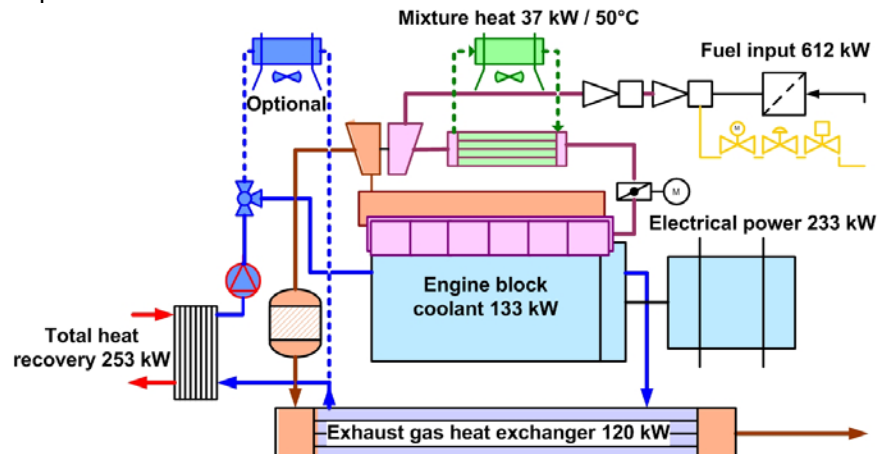 Mixture heat 37 kW / 50°C
Fuel input 612 kW
Optional
M
M
Electrical power 233 kW
Engine block
coolant 133 kW
Total heat
recovery 253 kW
Exhaust gas heat exchanger 120 kW